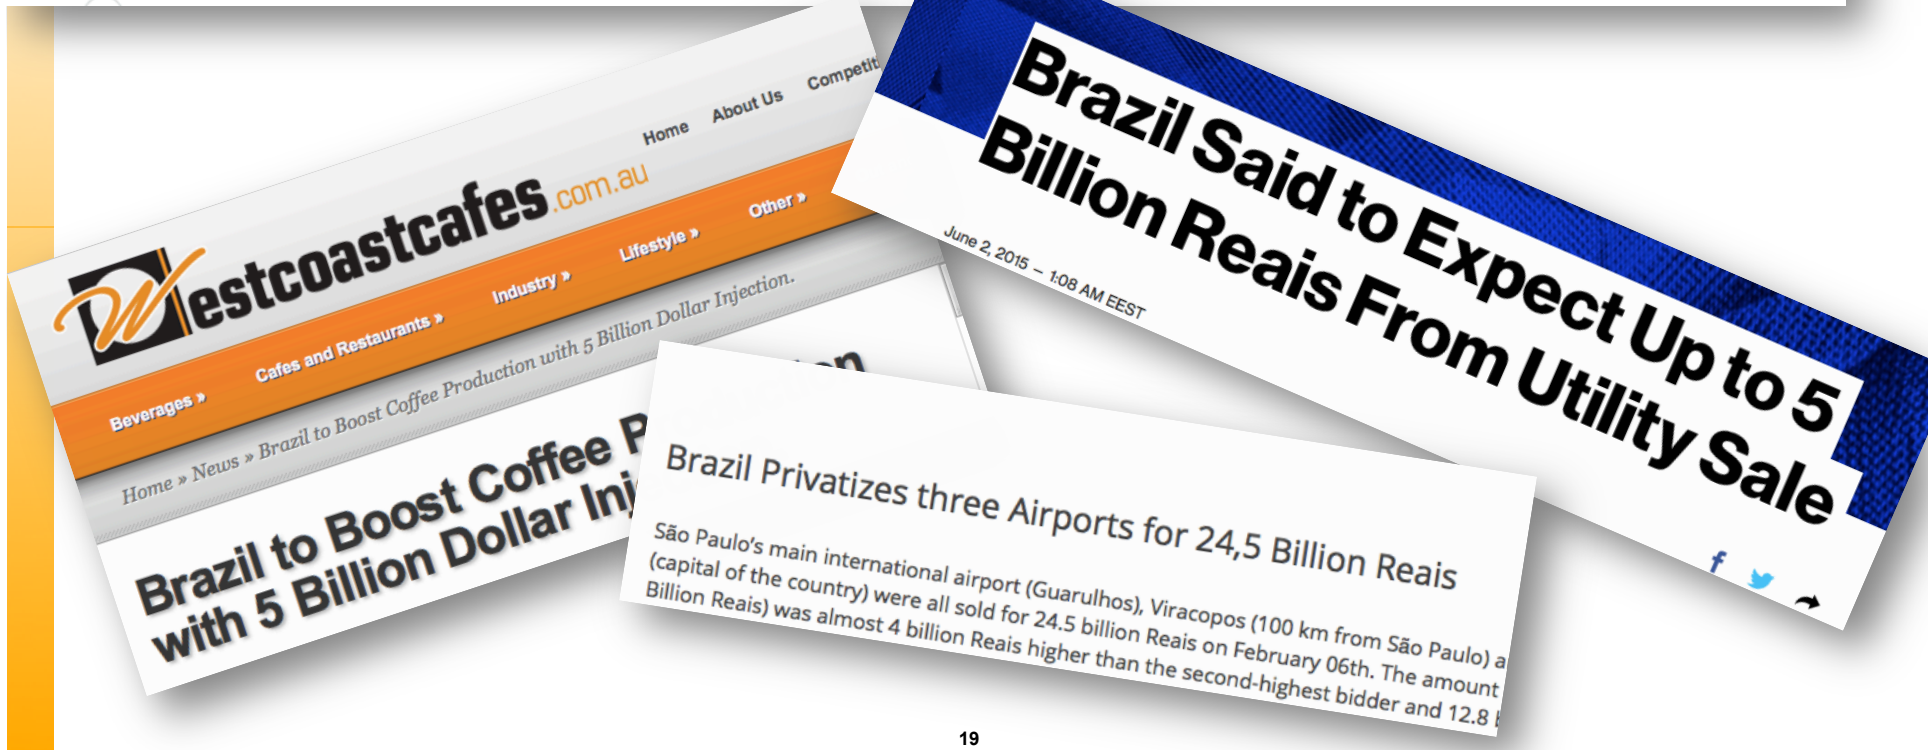 Home About Us
Westcoastcafes.com.au
Beverages » Cafes and Restaurants » Industry » Lifestyle » Other »
Home » News » Brazil to Boost Coffee Production with 5 Billion Dollar Injection.
Brazil to Boost Coffee
with 5 Billion Dollar
Brazil Said to Expect Up to 5
Billion Reais From Utility Sale
June 2, 2015 – 1:08 AM EEST
Brazil Privatizes three Airports for 24,5 Billion Reais
São Paulo's main international airport (Guarulhos), Viracopos (100 km from São Paulo) a
(capital of the country) were all sold for 24.5 billion Reais on February 06th. The amount
Billion Reais) was almost 4 billion Reais higher than the second-highest bidder and 12.8
19